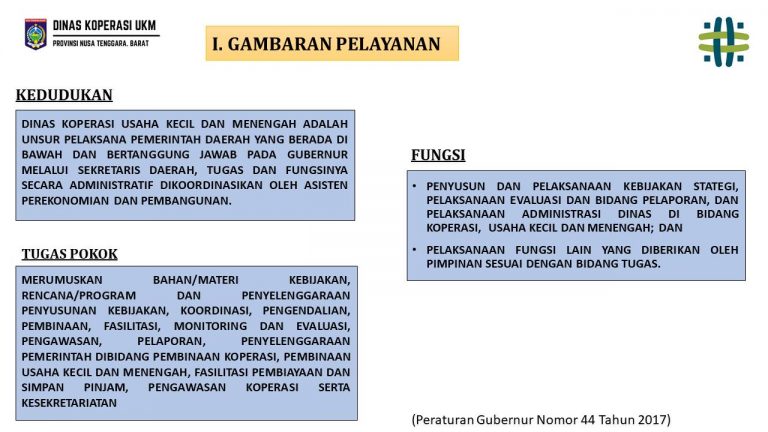 DINAS KOPERASI UKM
PROVINSI NUSA TENGGARA. BARAT
I. GAMBARAN PELAYANAN
KEDUDUKAN
DINAS KOPERASI USAHA KECIL DAN MENENGAH ADALAH
UNSUR PELAKSANA PEMERINTAH DAERAH YANG BERADA DI
BAWAH DAN BERTANGGUNG JAWAB PADA GUBERNUR
MELALUI SEKRETARIS DAERAH, TUGAS DAN FUNGSINYA
SECARA ADMINISTRATIF DIKOORDINASIKAN OLEH ASISTEN
PEREKONOMIAN DAN PEMBANGUNAN.
TUGAS POKOK
MERUMUSKAN BAHAN/MATERI KEBIJAKAN,
RENCANA/PROGRAM DAN PENYELENGGARAAN
PENYUSUNAN KEBIJAKAN, KOORDINASI, PENGENDALIAN,
PEMBINAAN, FASILITASI, MONITORING DAN EVALUASI,
PENGAWASAN, PELAPORAN, PENYELENGGARAAN
PEMERINTAH DIBIDANG PEMBINAAN KOPERASI, PEMBINAAN
USAHA KECIL DAN MENENGAH, FASILITASI PEMBIAYAAN DAN
SIMPAN PINJAM, PENGAWASAN KOPERASI SERTA
KESEKRETARIATAN
FUNGSI
• PENYUSUN DAN PELAKSANAAN KEBIJAKAN STATEGI,
PELAKSANAAN EVALUASI DAN BIDANG PELAPORAN, DAN
PELAKSANAAN ADMINISTRASI DINAS DI BIDANG
KOPERASI, USAHA KECIL DAN MENENGAH; DAN
• PELAKSANAAN FUNGSI LAIN YANG DIBERIKAN OLEH
PIMPINAN SESUAI DENGAN BIDANG TUGAS.
(Peraturan Gubernur Nomor 44 Tahun 2017)